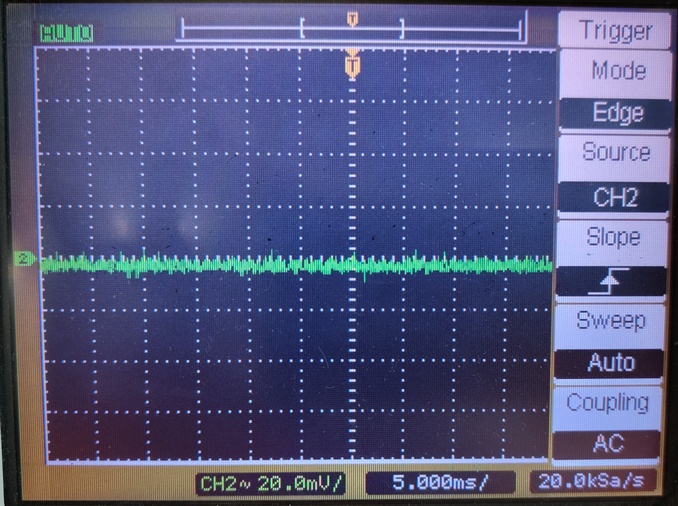 AUTO
T
T
Trigger
Mode
Edge
Source
CH2
Slope
Sweep
Auto
Coupling
AC
2
CH2~ 20.0mV/
5.000ms/
20.0kSa/s